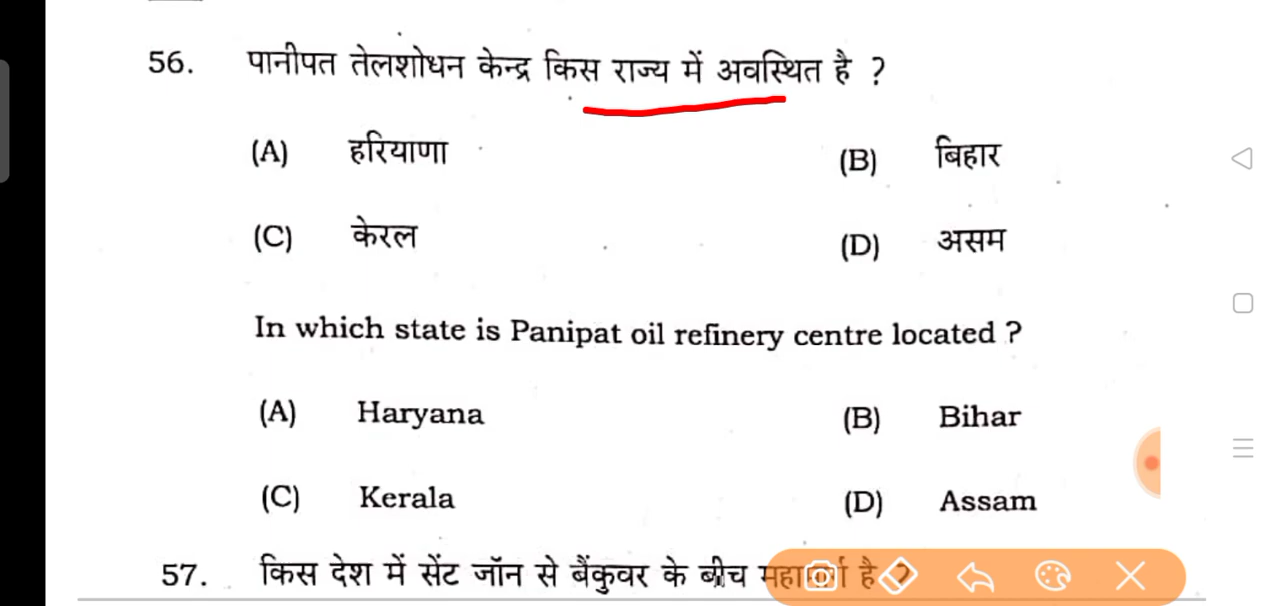 56. पानीपत तेलशोधन केन्द्र किस राज्य में अवस्थित है ?
(A) हरियाणा (B) बिहार
(C) केरल (D) असम
In which state is Panipat oil refinery centre located ?
(A) Haryana (B) Bihar
(C) Kerala (D) Assam
57. किस देश में सेंट जॉन से बैंकुवर के बीच महामार्ग है ?